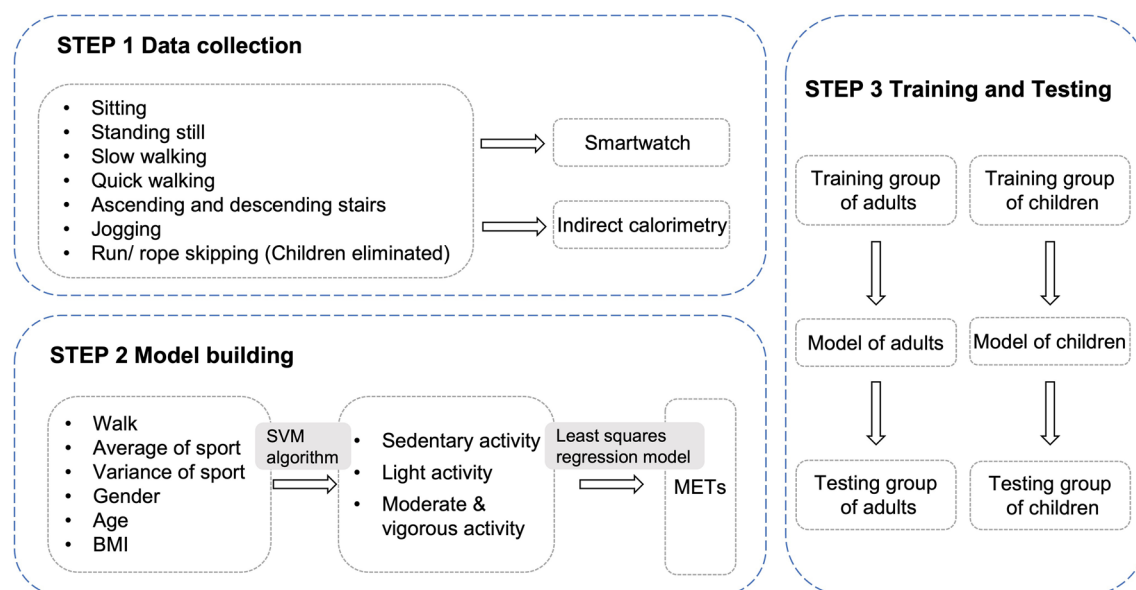 STEP 1 Data collection
• Sitting
• Standing still
• Slow walking
• Quick walking
• Ascending and descending stairs
• Jogging
• Run/ rope skipping (Children eliminated)
Smartwatch
Indirect calorimetry
STEP 2 Model building
• Walk
• Average of sport
• Variance of sport
• Gender
• Age
• BMI
SVM
algorithm
• Sedentary activity
• Light activity
• Moderate &
vigorous activity
Least squares
regression model
METs
STEP 3 Training and Testing
Training group
of adults
Training group
of children
Model of adults
Model of children
Testing group
of adults
Testing group
of children